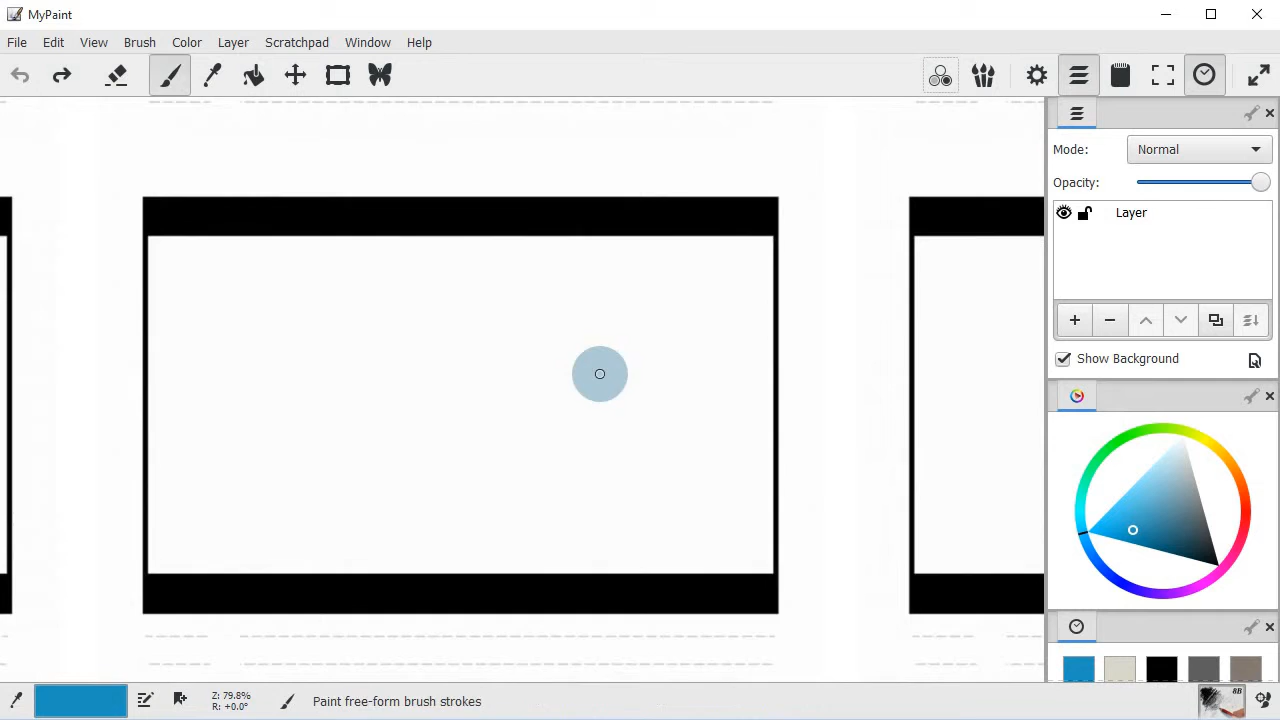 MyPaint
File Edit View Brush Color Layer Scratchpad Window Help
Mode: Normal
Opacity:
Layer
Show Background
Z: 79.8%
R: +0.0°
Paint free-form brush strokes
8B